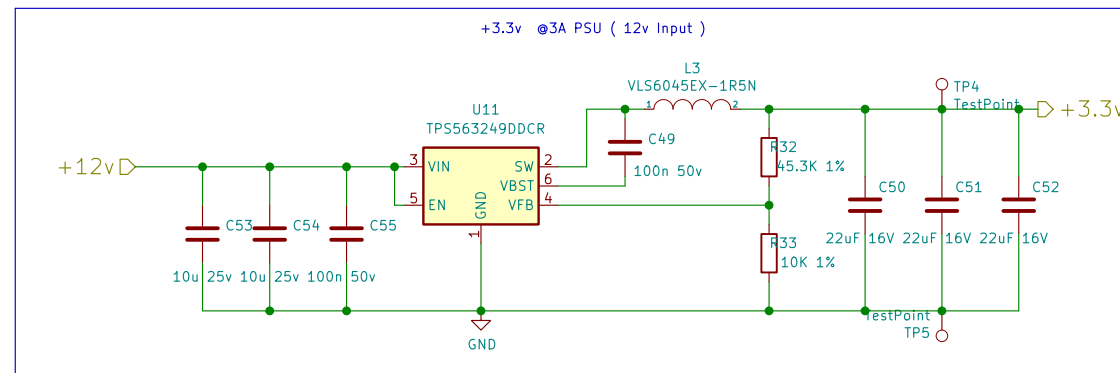 +3.3v @3A PSU ( 12v Input )
L3
VLS6045EX-1R5N
1
2
TP4
TestPoint
+3.3v
U11
TPS563249DDCR
C49
100n 50v
R32
45.3K 1%
+12v
3
VIN
SW
2
VBST
6
5
EN
GND
VFB
4
1
C50
C51
C52
22uF 16V
22uF 16V
22uF 16V
C53
C54
C55
10u 25v
10u 25v
100n 50v
R33
10K 1%
TestPoint
TP5
GND